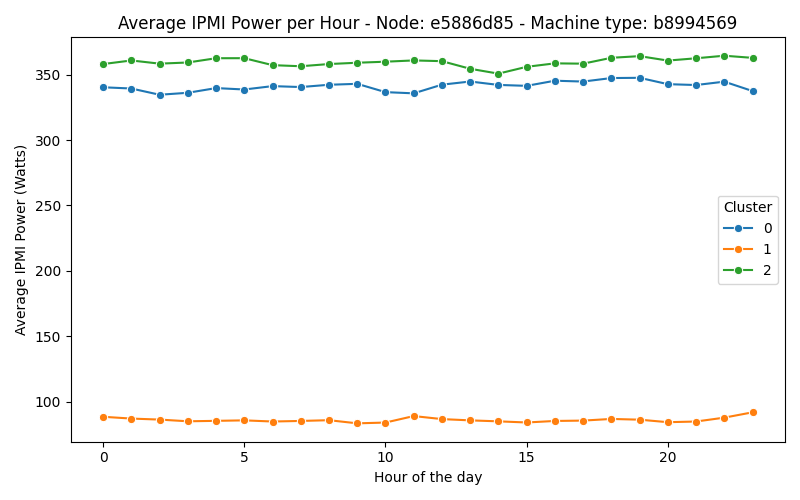 Average IPMI Power per Hour - Node: e5886d85 - Machine type: b8994569
Average IPMI Power (Watts)
350
300
250
200
150
100
Cluster
0
1
2
0 5 10 15 20
Hour of the day